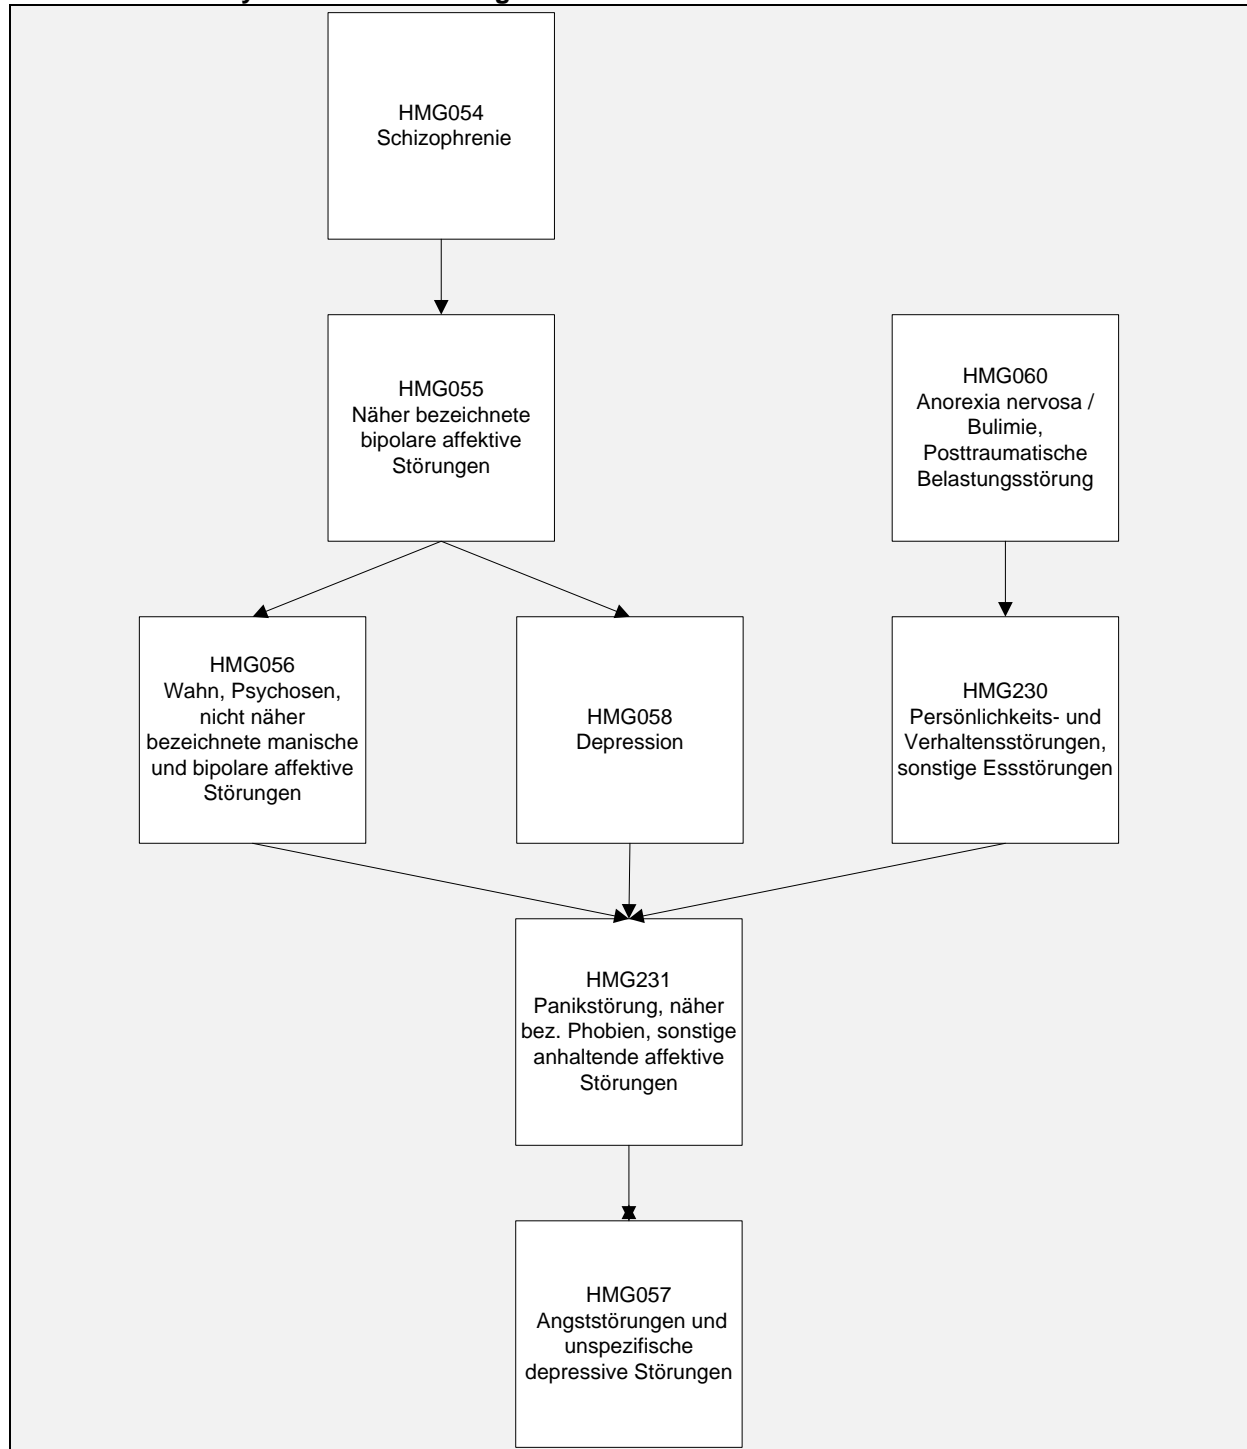 HMG054
Schizophrenie
HMG055
Näher bezeichnete
bipolare affektive
Störungen
HMG060
Anorexia nervosa /
Bulimie,
Posttraumatische
Belastungsstörung
HMG056
Wahn, Psychosen,
nicht näher
bezeichnete manische
und bipolare affektive
Störungen
HMG058
Depression
HMG230
Persönlichkeits- und
Verhaltensstörungen,
sonstige Essstörungen
HMG231
Panikstörung, näher
bez. Phobien, sonstige
anhaltende affektive
Störungen
HMG057
Angststörungen und
unspezifische
depressive Störungen